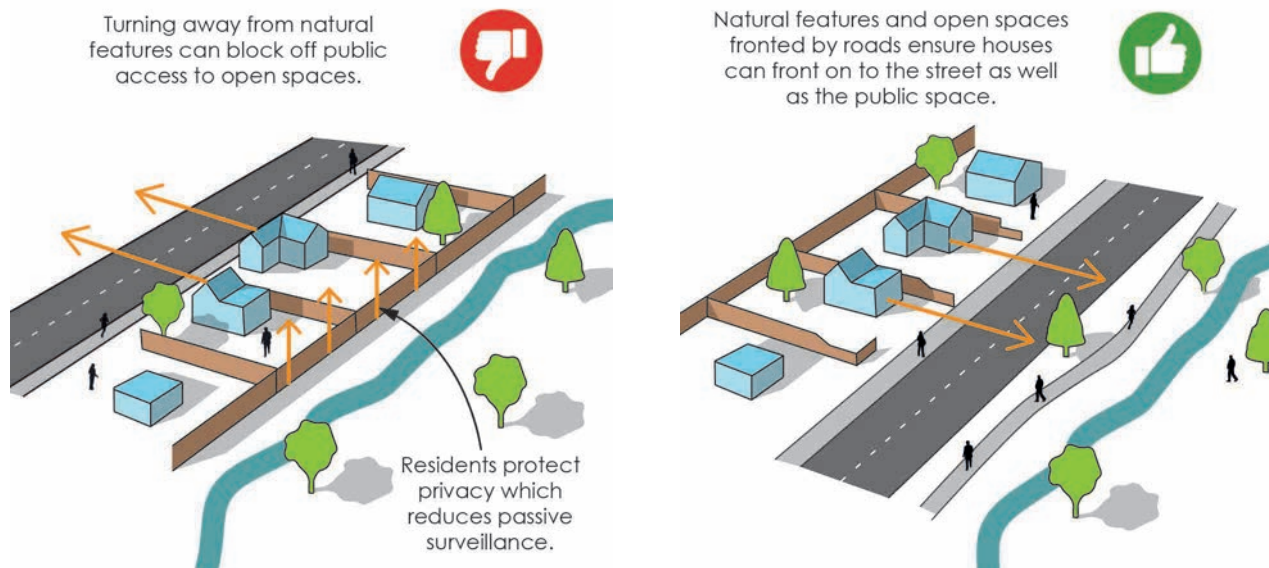 Turning away from natural
features can block off public
access to open spaces.
Residents protect
privacy which
reduces passive
surveillance.
Natural features and open spaces
fronted by roads ensure houses
can front on to the street as well
as the public space.